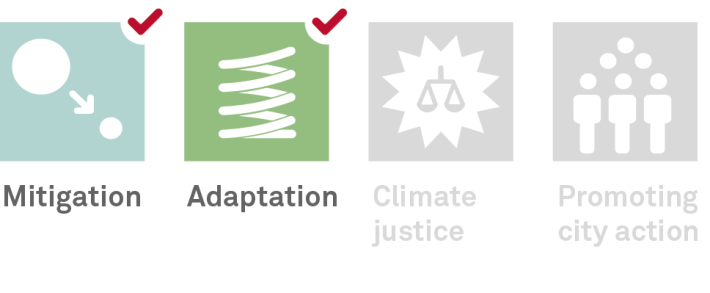 Mitigation
Adaptation
Climate
justice
Promoting
city action